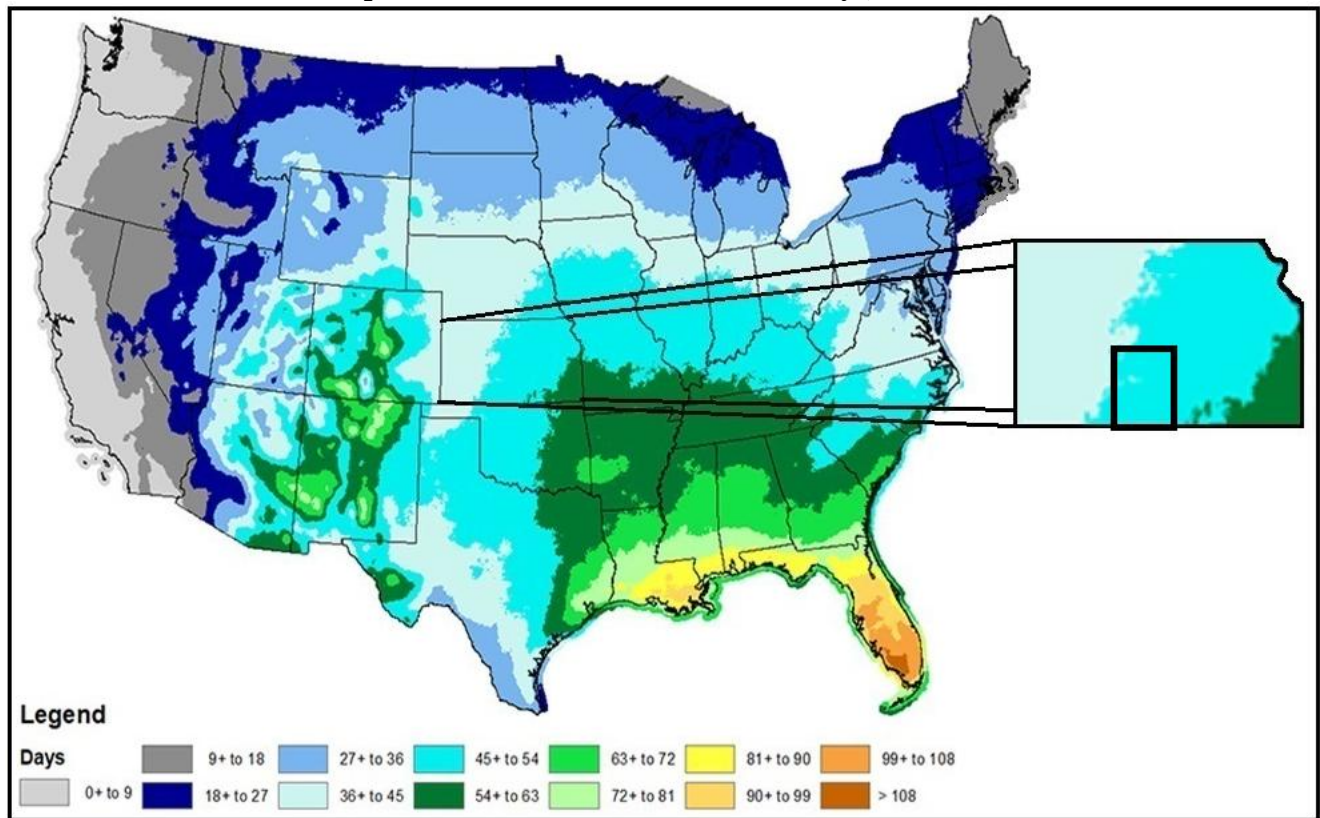 Legend
Days 9+ to 18 27+ to 36 45+ to 54 63+ to 72 81+ to 90 99+ to 108
0+ to 9 18+ to 27 36+ to 45 54+ to 63 72+ to 81 90+ to 99 > 108